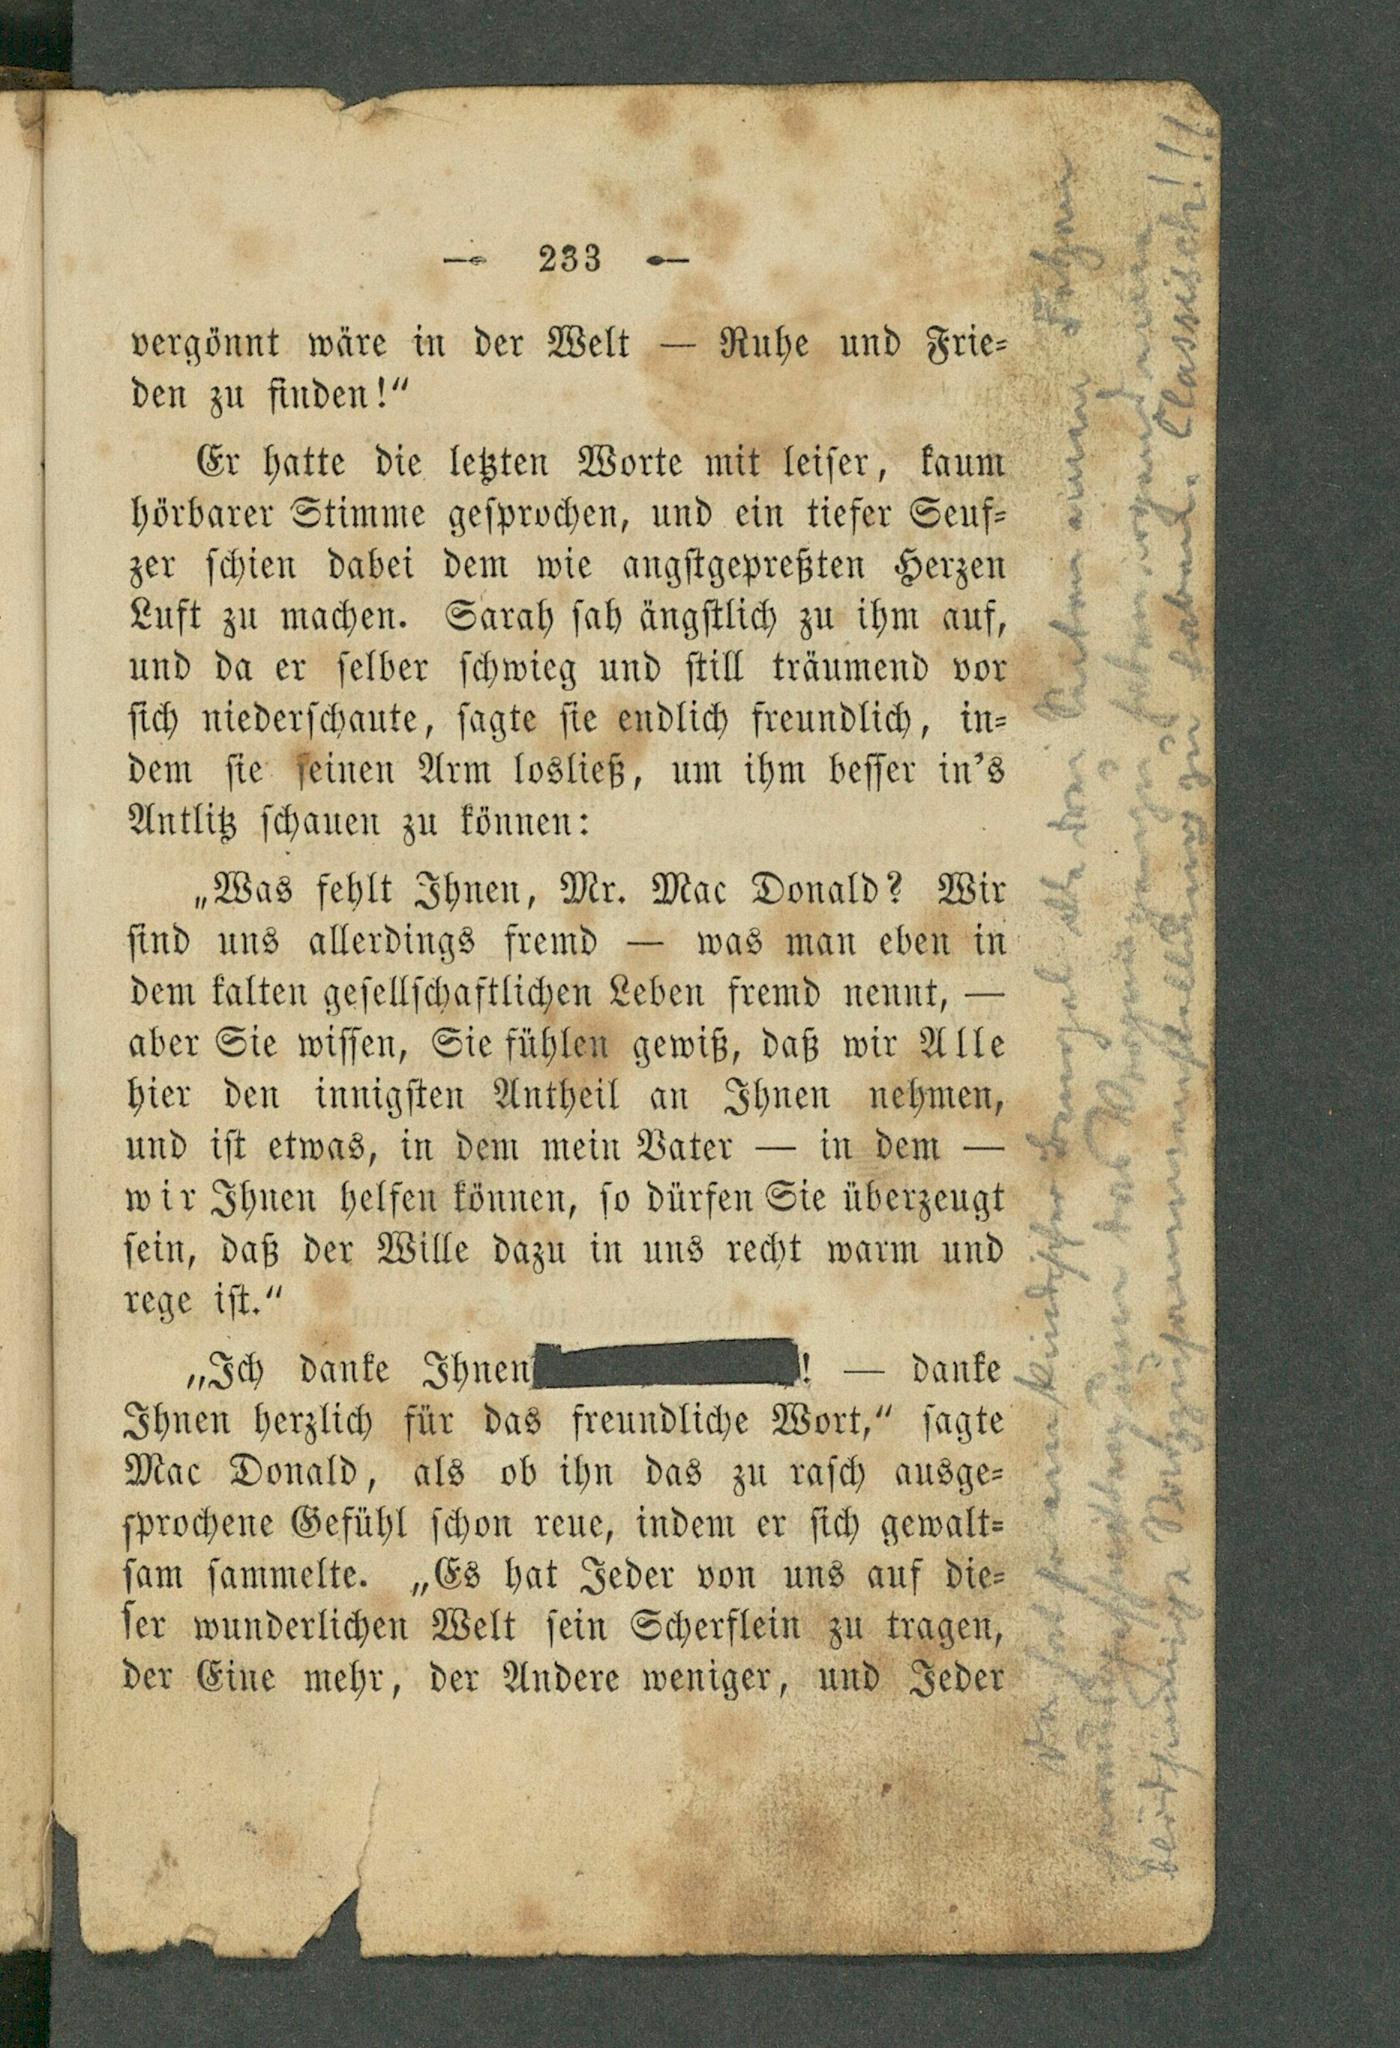 — 233 —
vergönnt wäre in der Welt — Ruhe und Frie-
den zu finden!“
Er hatte die letzten Worte mit leiser, kaum
hörbarer Stimme gesprochen, und ein tiefer Seuf-
zer schien dabei dem wie angstgepreßten Herzen
Luft zu machen. Sarah sah ängstlich zu ihm auf,
und da er selber schwieg und still träumend vor
sich niederschaute, sagte sie endlich freundlich, in-
dem sie seinen Arm losließ, um ihm besser in's
Antlitz schauen zu können:
„Was fehlt Ihnen, Mr. Mac Donald? Wir
sind uns allerdings fremd — was man eben in
dem kalten gesellschaftlichen Leben fremd nennt, —
aber Sie wissen, Sie fühlen gewiß, daß wir Alle
hier den innigsten Antheil an Ihnen nehmen,
und ist etwas, in dem mein Vater — in dem —
wir Ihnen helfen können, so dürfen Sie überzeugt
sein, daß der Wille dazu in uns recht warm und
rege ist.“
„Ich danke Ihnen ! — danke
Ihnen herzlich für das freundliche Wort,“ sagte
Mac Donald, als ob ihn das zu rasch ausge-
sprochene Gefühl schon reue, indem er sich gewalt-
sam sammelte. „Es hat Jeder von uns auf die-
ser wunderlichen Welt sein Scherflein zu tragen,
der Eine mehr, der Andere weniger, und Jeder
Classisch!!!